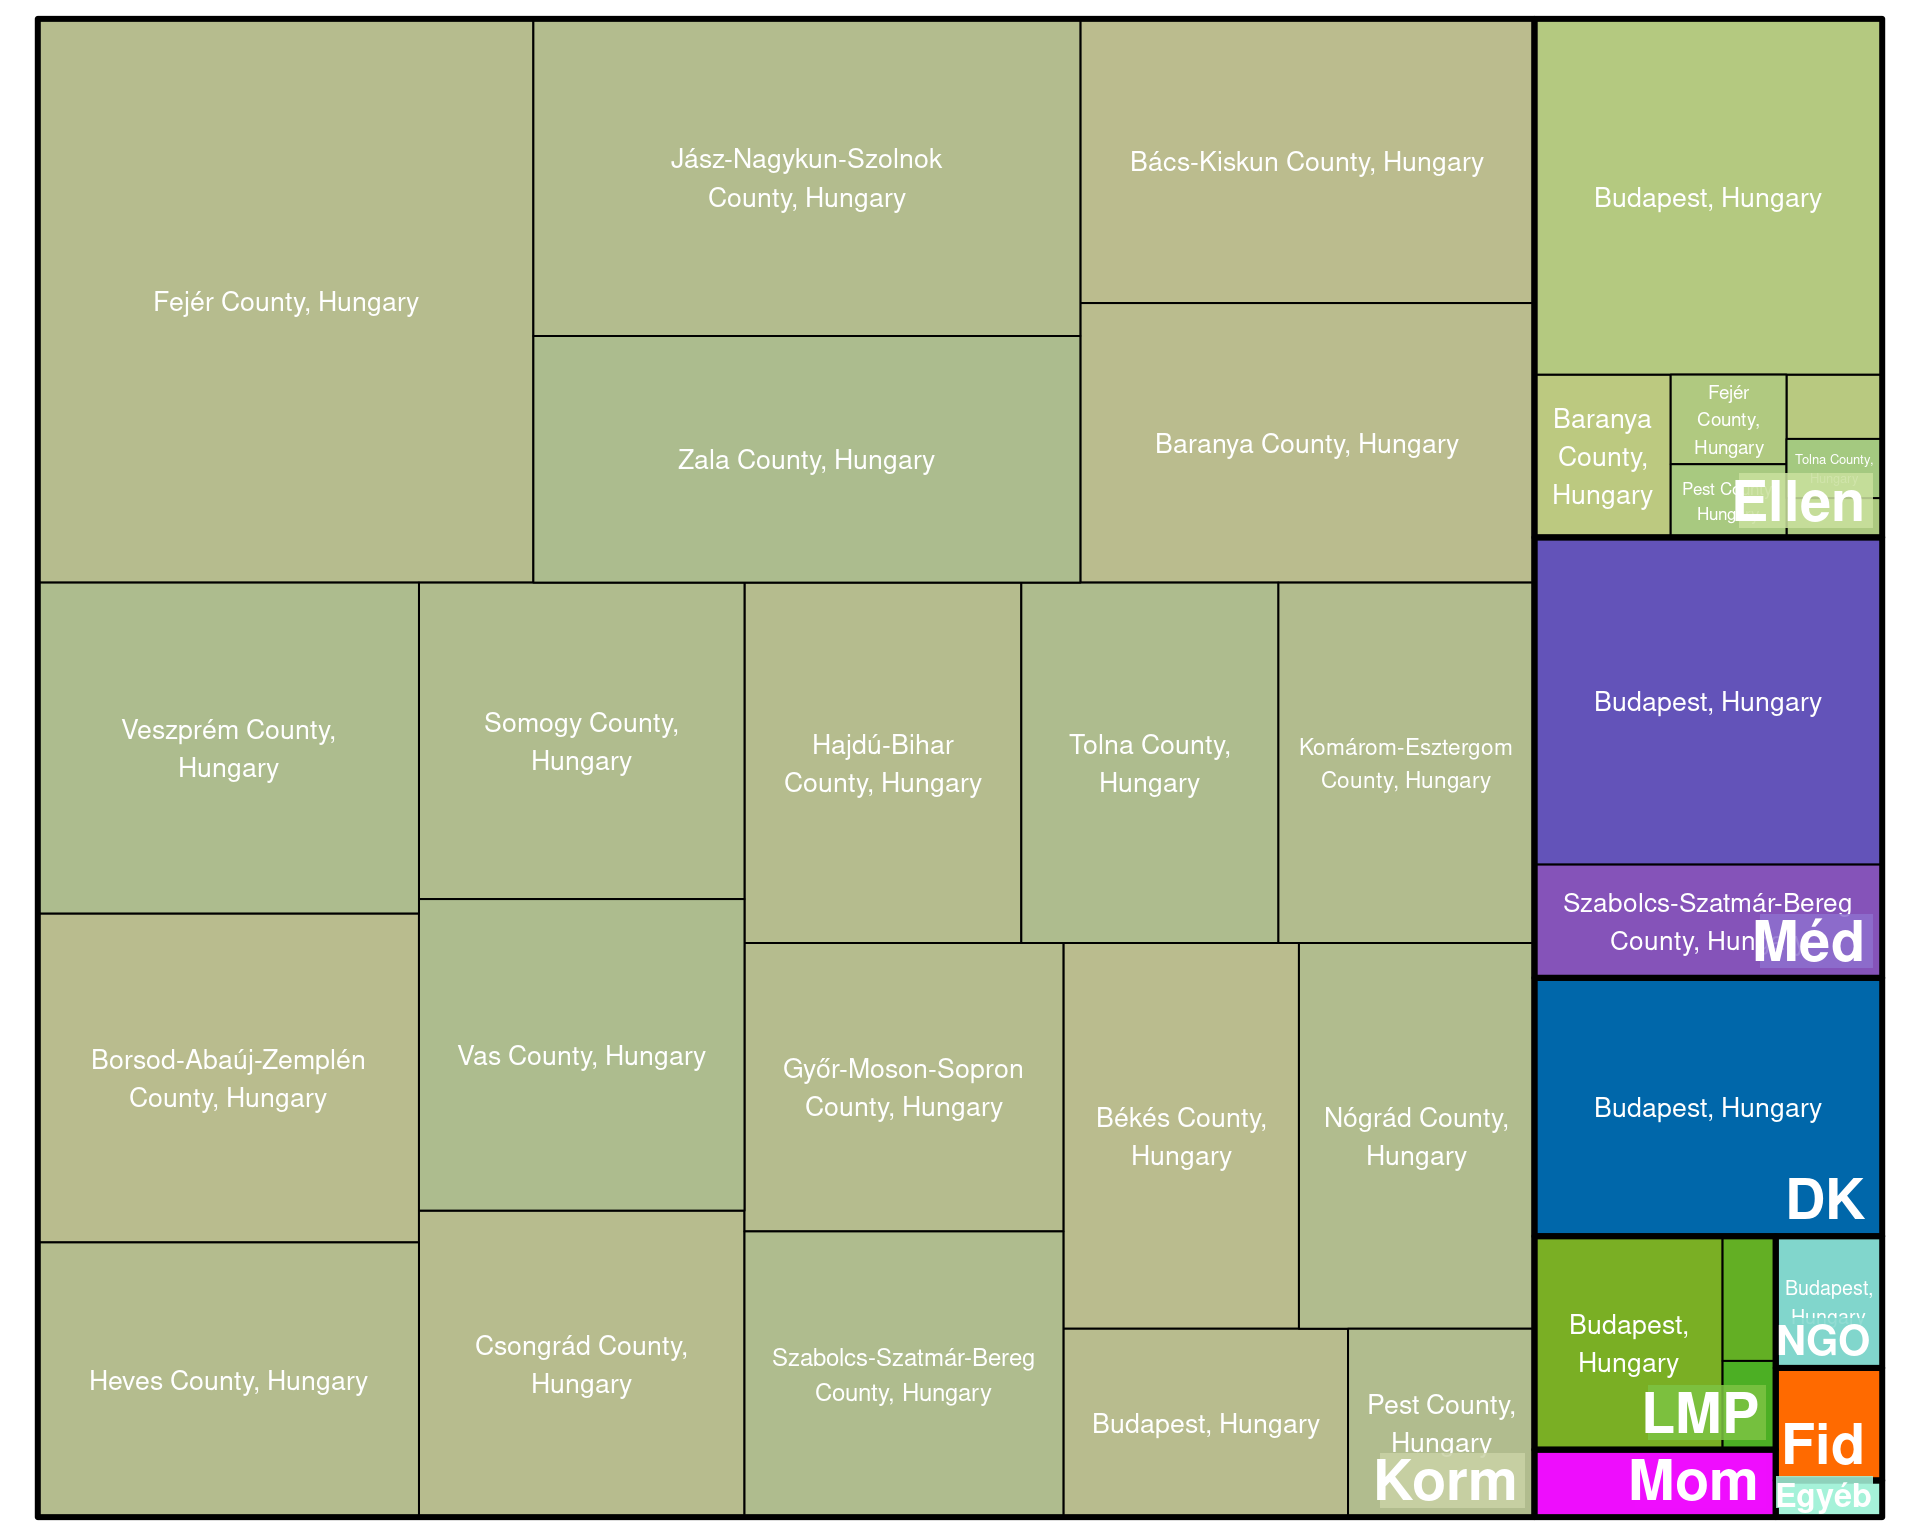 Fejér County, Hungary
Jász-Nagykun-Szolnok
County, Hungary
Zala County, Hungary
Bács-Kiskun County, Hungary
Baranya County, Hungary
Veszprém County,
Hungary
Borsod-Abaúj-Zemplén
County, Hungary
Heves County, Hungary
Somogy County,
Hungary
Vas County, Hungary
Csongrád County,
Hungary
Hajdú-Bihar
County, Hungary
Tolna County,
Hungary
Komárom-Esztergom
County, Hungary
Győr-Moson-Sopron
County, Hungary
Szabolcs-Szatmár-Bereg
County, Hungary
Békés County,
Hungary
Nógrád County,
Hungary
Budapest, Hungary
Pest County,
Hungary
Korm
Budapest, Hungary
Baranya
County,
Hungary
Fejér
County,
Hungary
Pest
Tolna County,
Hungary
Ellen
Budapest, Hungary
Szabolcs-Szatmár-Bereg
County,
Méd
Budapest, Hungary
DK
Budapest,
Hungary
LMP
Budapest,
Hungary
NGO
Fid
Mom
Egyéb